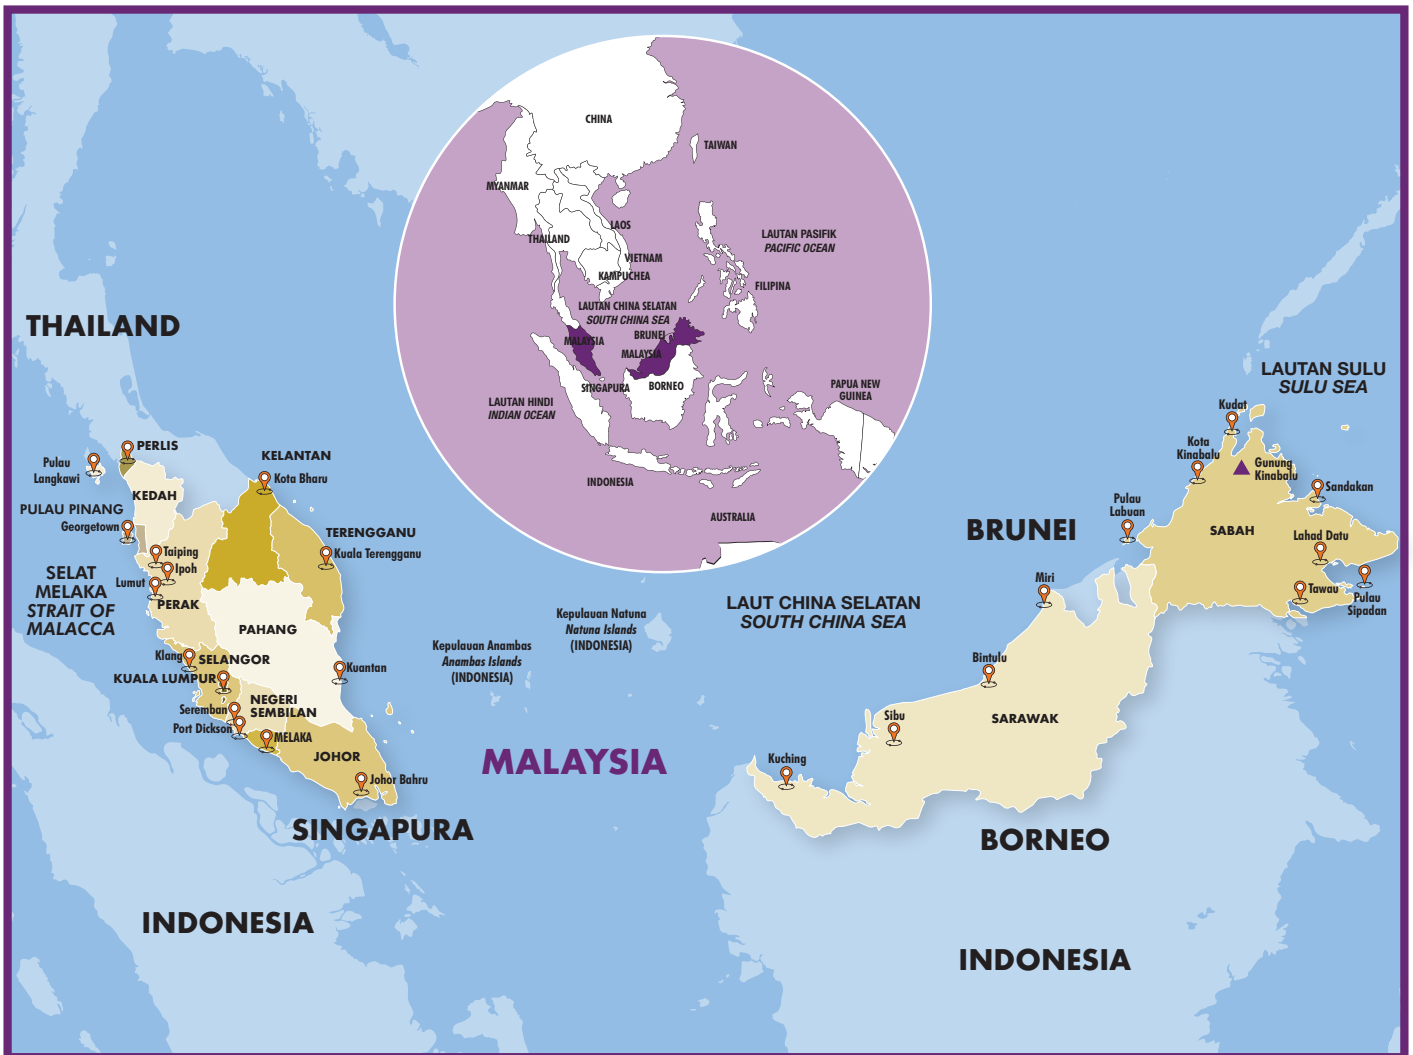 CHINA
TAIWAN
MYANMAR
LAOS
LAUTAN PASIFIK
PACIFIC OCEAN
THAILAND
VIETNAM
KAMPUCHEA
FILIPINA
LAUTAN CHINA SELATAN
SOUTH CHINA SEA
BRUNEI
MALAYSIA
MALAYSIA
SINGAPURA
BORNEO
PAPUA NEW
GUINEA
LAUTAN HINDI
INDIAN OCEAN
INDONESIA
AUSTRALIA
THAILAND
LAUTAN SULU
SULU SEA
Kudat
PERLIS
Pulau
Langkawi
KELANTAN
Kota Bharu
KEDAH
PULAU PINANG
Georgetown
TERENGGANU
Kuala Terengganu
Taiping
Ipoh
Lumut
SELAT
MELAKA
STRAIT OF
MALACCA
PERAK
PAHANG
Klang
SELANGOR
KUALA LUMPUR
Kuantan
Seremban
NEGERI
SEMBILAN
Port Dickson
MELAKA
JOHOR
Johor Bahru
SINGAPURA
INDONESIA
Kepulauan Anambas
Anambas Islands
(INDONESIA)
Kepulauan Natuna
Natuna Islands
(INDONESIA)
LAUT CHINA SELATAN
SOUTH CHINA SEA
MALAYSIA
Kota
Kinabalu
Gunung
Kinabalu
Sandakan
Pulau
Labuan
BRUNEI
SABAH
Lahad Datu
Tawau
Pulau
Sipadan
Miri
Bintulu
Sibu
SARAWAK
Kuching
BORNEO
INDONESIA